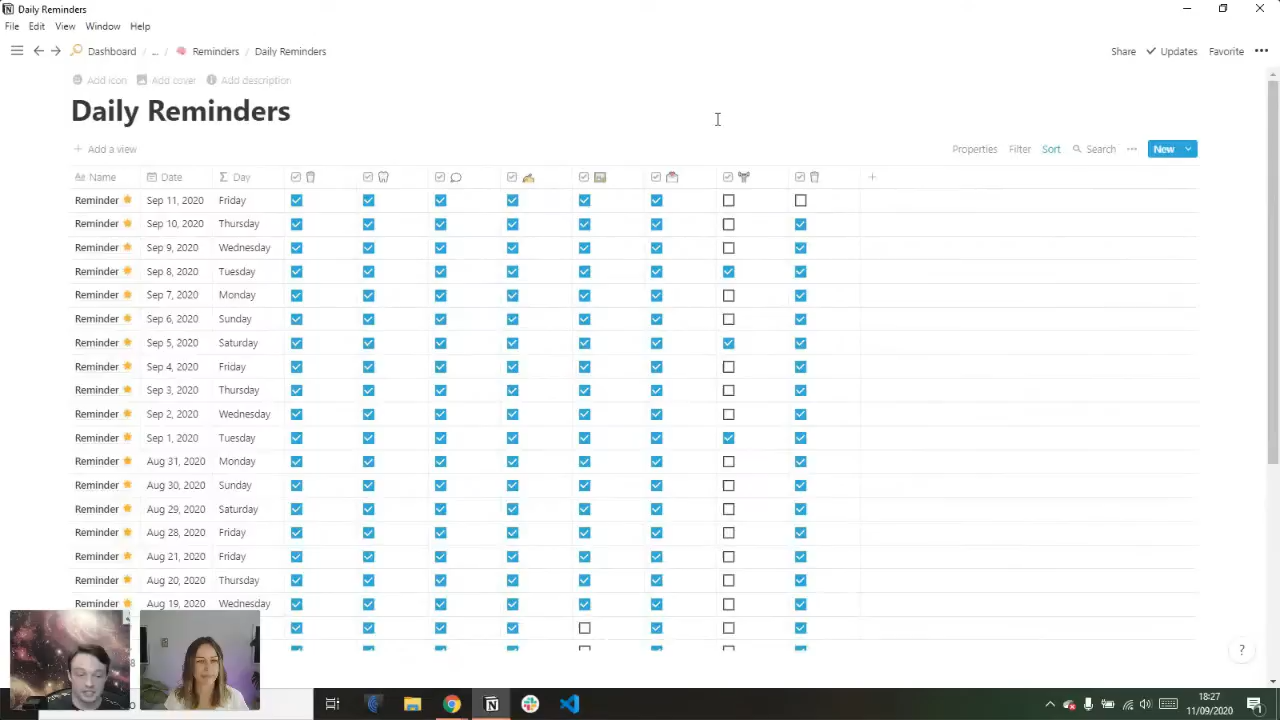 Daily Reminders
File Edit View Window Help
Dashboard / ... / Reminders / Daily Reminders Share Updates Favorite
Add icon Add cover Add description
Daily Reminders
Add a view Properties Filter Sort Search New
Name Date Day
Reminder Sep 11, 2020 Friday
Reminder Sep 10, 2020 Thursday
Reminder Sep 9, 2020 Wednesday
Reminder Sep 8, 2020 Tuesday
Reminder Sep 7, 2020 Monday
Reminder Sep 6, 2020 Sunday
Reminder Sep 5, 2020 Saturday
Reminder Sep 4, 2020 Friday
Reminder Sep 3, 2020 Thursday
Reminder Sep 2, 2020 Wednesday
Reminder Sep 1, 2020 Tuesday
Reminder Aug 31, 2020 Monday
Reminder Aug 30, 2020 Sunday
Reminder Aug 29, 2020 Saturday
Reminder Aug 28, 2020 Friday
Reminder Aug 21, 2020 Friday
Reminder Aug 20, 2020 Thursday
Reminder Aug 19, 2020 Wednesday
?
18:27
11/09/2020